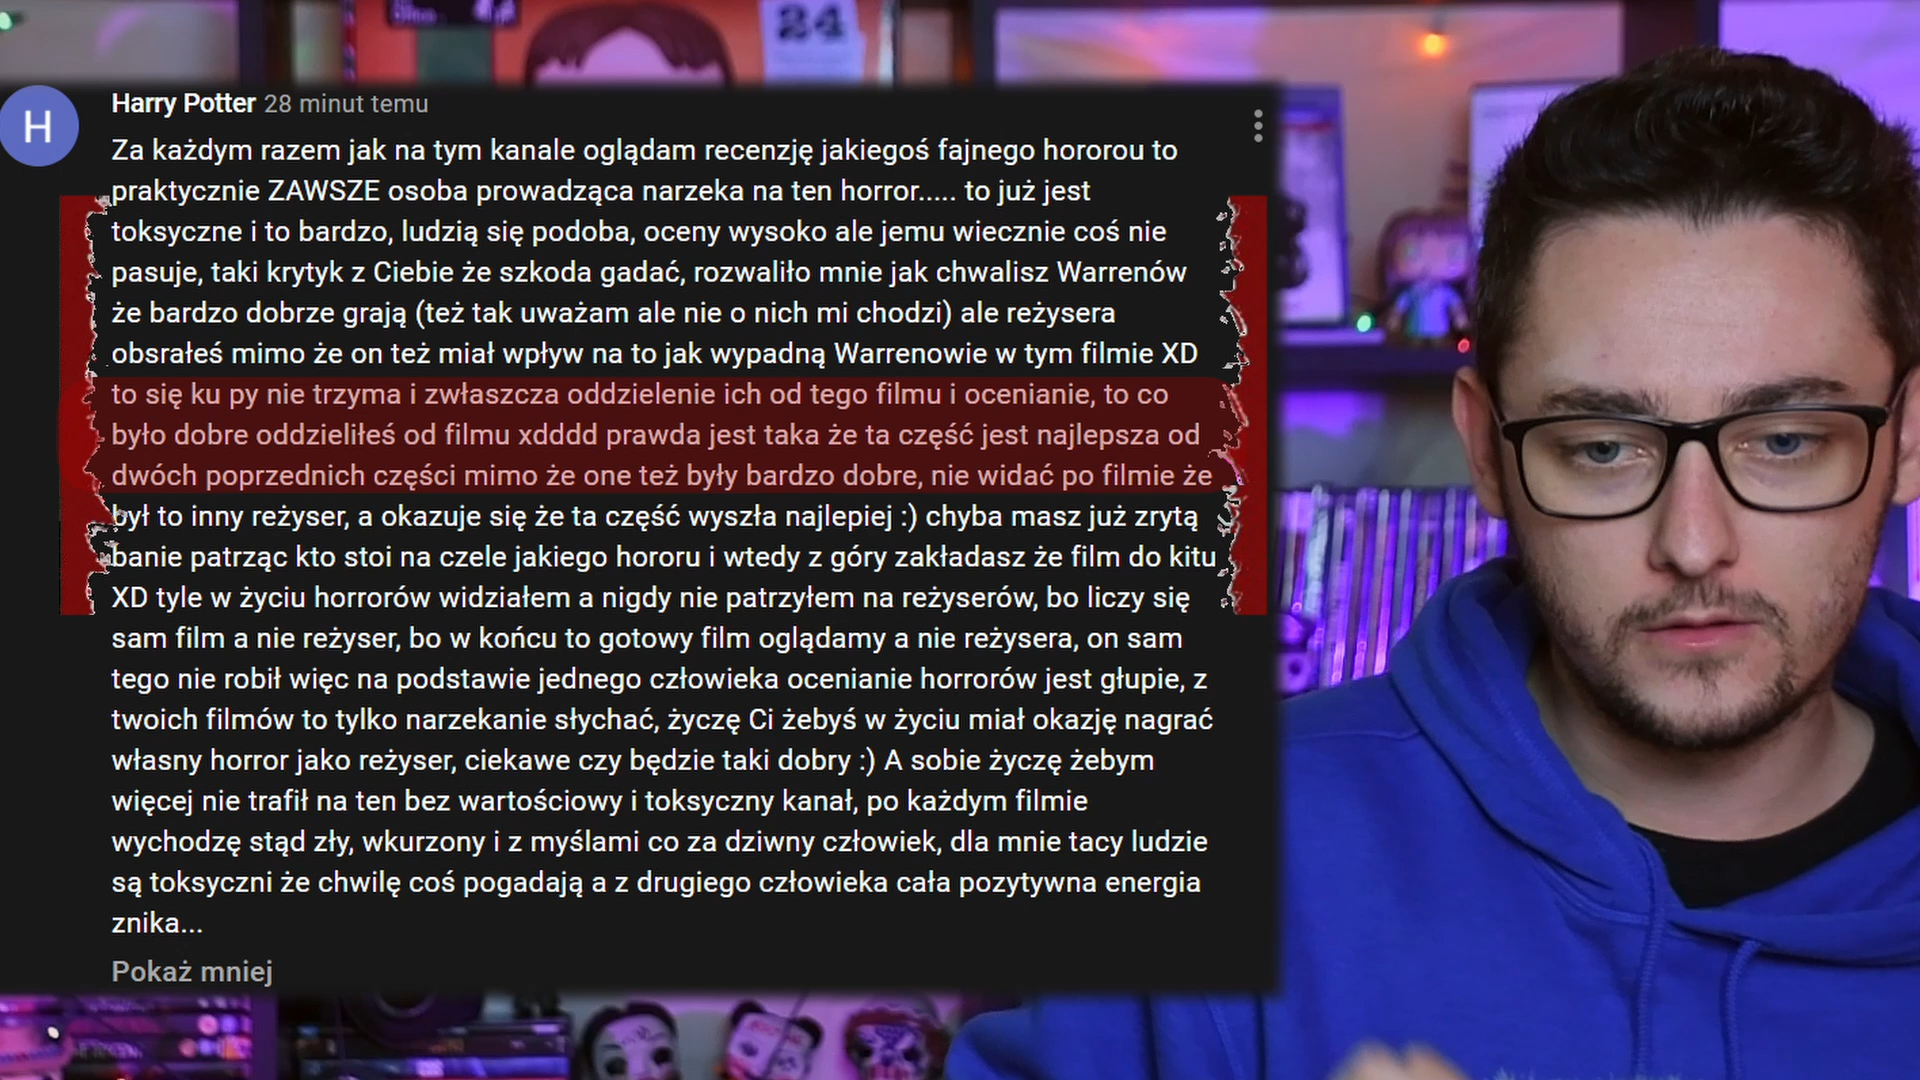 24
Harry Potter 28 minut temu
H
Za każdym razem jak na tym kanale oglądam recenzję jakiegoś fajnego hororou to
praktycznie ZAWSZE osoba prowadząca narzeka na ten horror..... to już jest
toksyczne i to bardzo, ludzią się podoba, oceny wysoko ale jemu wiecznie coś nie
pasuje, taki krytyk z Ciebie że szkoda gadać, rozwaliło mnie jak chwalisz Warrenów
że bardzo dobrze grają (też tak uważam ale nie o nich mi chodzi) ale reżysera
obsrałeś mimo że on też miał wpływ na to jak wypadną Warrenowie w tym filmie XD
to się ku py nie trzyma i zwłaszcza oddzielenie ich od tego filmu i ocenianie, to co
było dobre oddzieliłeś od filmu xdddd prawda jest taka że ta część jest najlepsza od
dwóch poprzednich części mimo że one też były bardzo dobre, nie widać po filmie że
był to inny reżyser, a okazuje się że ta część wyszła najlepiej :) chyba masz już zrytą
banie patrząc kto stoi na czele jakiego hororu i wtedy z góry zakładasz że film do kitu
XD tyle w życiu horrorów widziałem a nigdy nie patrzyłem na reżyserów, bo liczy się
sam film a nie reżyser, bo w końcu to gotowy film oglądamy a nie reżysera, on sam
tego nie robił więc na podstawie jednego człowieka ocenianie horrorów jest głupie, z
twoich filmów to tylko narzekanie słychać, życzę Ci żebyś w życiu miał okazję nagrać
własny horror jako reżyser, ciekawe czy będzie taki dobry :) A sobie życzę żebym
więcej nie trafił na ten bez wartościowy i toksyczny kanał, po każdym filmie
wychodzę stąd zły, wkurzony i z myślami co za dziwny człowiek, dla mnie tacy ludzie
są toksyczni że chwilę coś pogadają a z drugiego człowieka cała pozytywna energia
znika...
Pokaż mniej